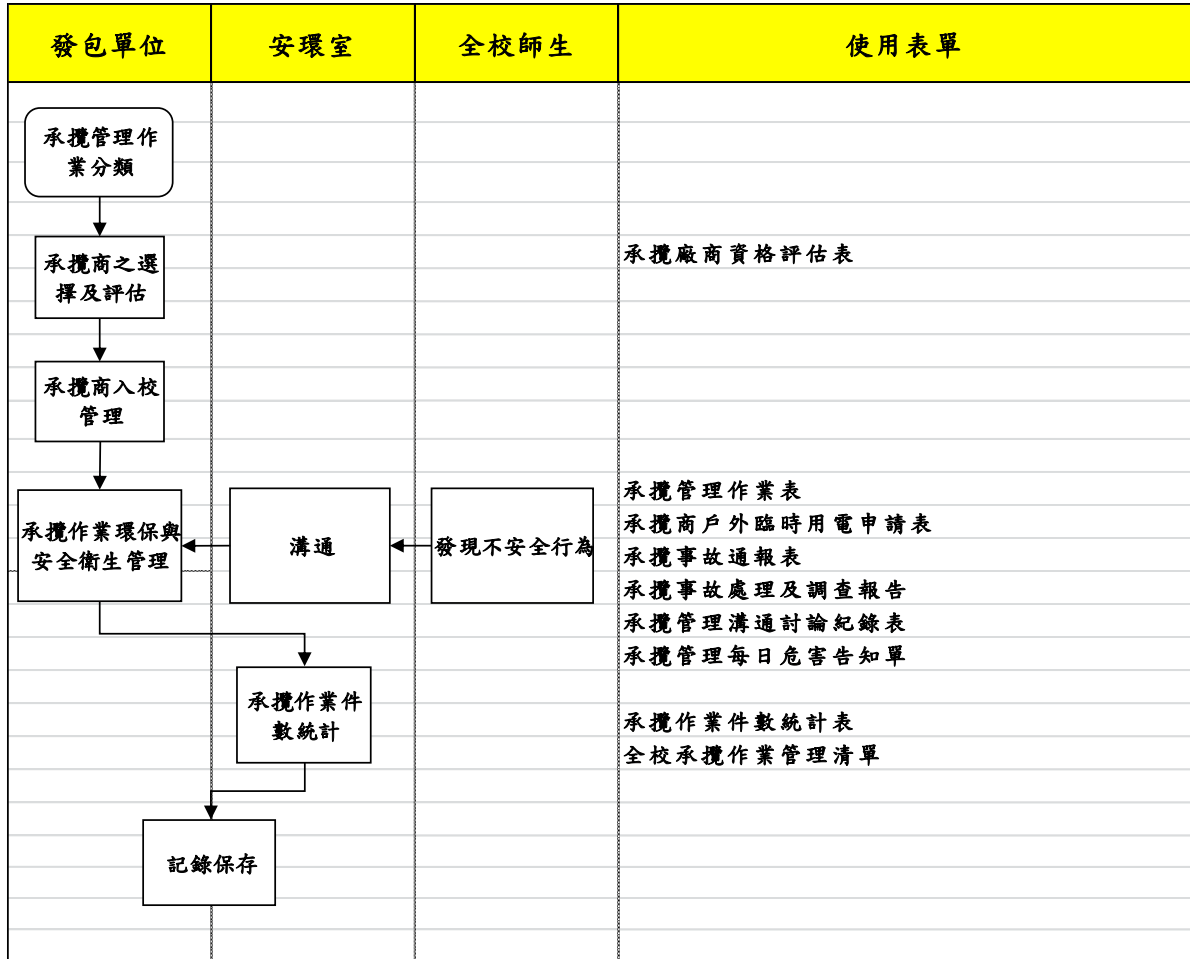 發包單位
安環室
全校師生
使用表單
承攬管理作
業分類
承攬商之選
擇及評估
承攬廠商資格評估表
承攬商入校
管理
承攬作業環保與
安全衛生管理
溝通
發現不安全行為
承攬管理作業表
承攬商戶外臨時用電申請表
承攬事故通報表
承攬事故處理及調查報告
承攬管理溝通討論紀錄表
承攬管理每日危害告知單
承攬作業件
數統計
承攬作業件數統計表
全校承攬作業管理清單
記錄保存